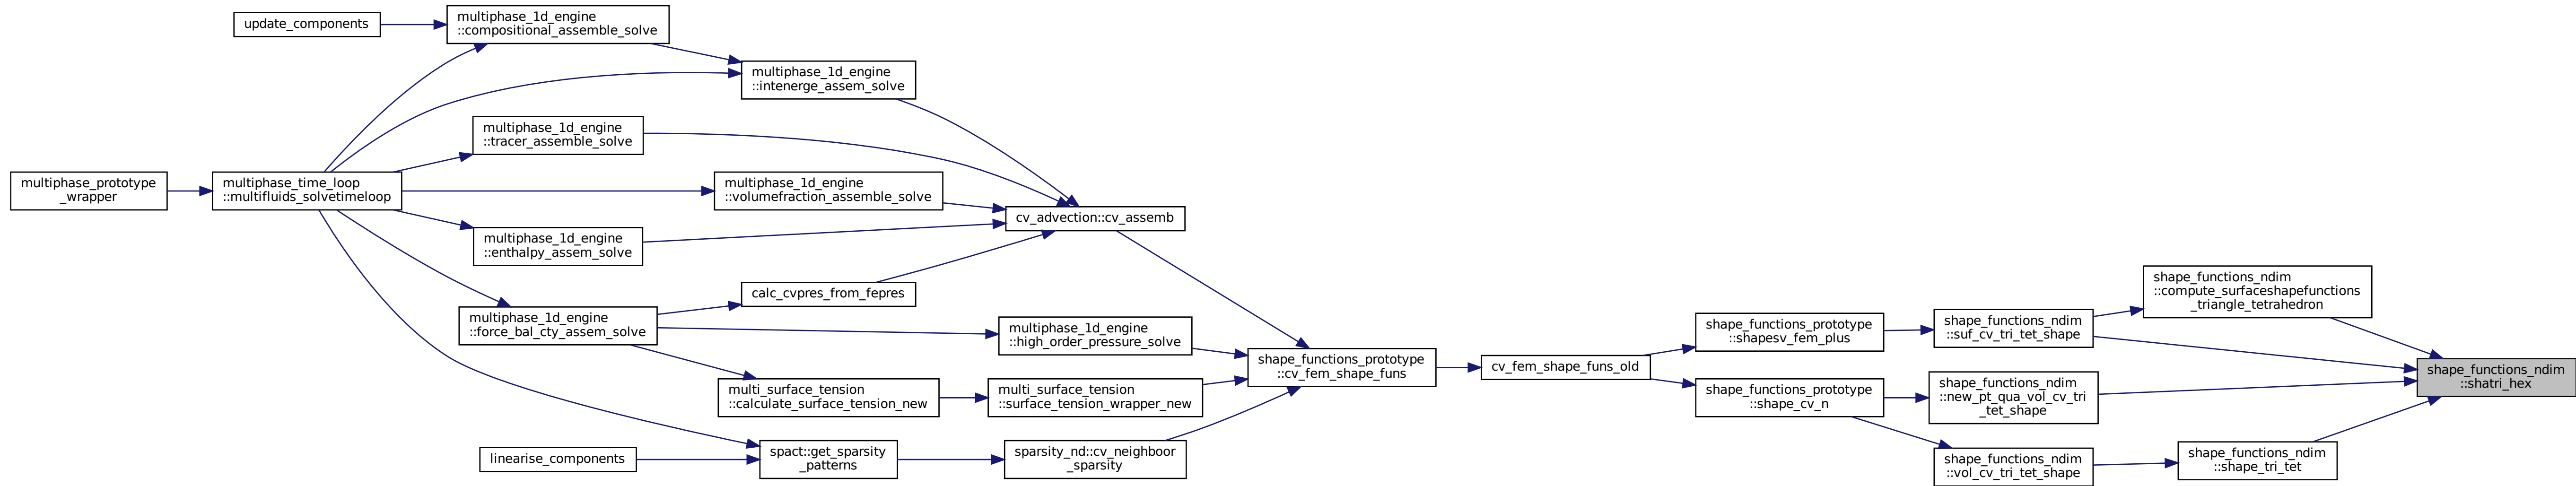 update_components
multiphase_1d_engine
::compositional_assemble_solve
multiphase_1d_engine
::intenerge_assem_solve
multiphase_1d_engine
::tracer_assemble_solve
multiphase_prototype
_wrapper
multiphase_time_loop
::multifluids_solvetimeloop
multiphase_1d_engine
::volumefraction_assemble_solve
cv_advection::cv_assemb
multiphase_1d_engine
::enthalpy_assem_solve
calc_cvpres_from_fepres
multiphase_1d_engine
::force_bal_cty_assem_solve
multiphase_1d_engine
::high_order_pressure_solve
multi_surface_tension
::calculate_surface_tension_new
multi_surface_tension
::surface_tension_wrapper_new
linearise_components
spact::get_sparsity
_patterns
sparsity_nd::cv_neighboor
_sparsity
shape_functions_prototype
::cv_fem_shape_funs
cv_fem_shape_funs_old
shape_functions_prototype
::shapesv_fem_plus
shape_functions_prototype
::shape_cv_n
shape_functions_ndim
::suf_cv_tri_tet_shape
shape_functions_ndim
::new_pt_qua_vol_cv_tri
_tet_shape
shape_functions_ndim
::vol_cv_tri_tet_shape
shape_functions_ndim
::compute_surfaceshapefunctions
_triangle_tetrahedron
shape_functions_ndim
::shape_tri_tet
shape_functions_ndim
::shatri_hex